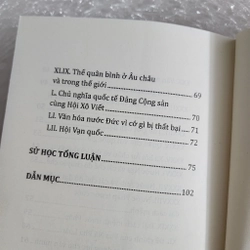 XLIX. Thế quân bình ở Âu châu
và trong thế giới 69
L. Chủ nghĩa quốc tế Đảng Cộng sản
cùng Hội Xô Viết 70
LI. Văn hóa nước Đức vì cớ gì bị thất bại 71
LII. Hội Vạn quốc 72
SỬ HỌC TỔNG LUẬN 75
DẪN MỤC 102